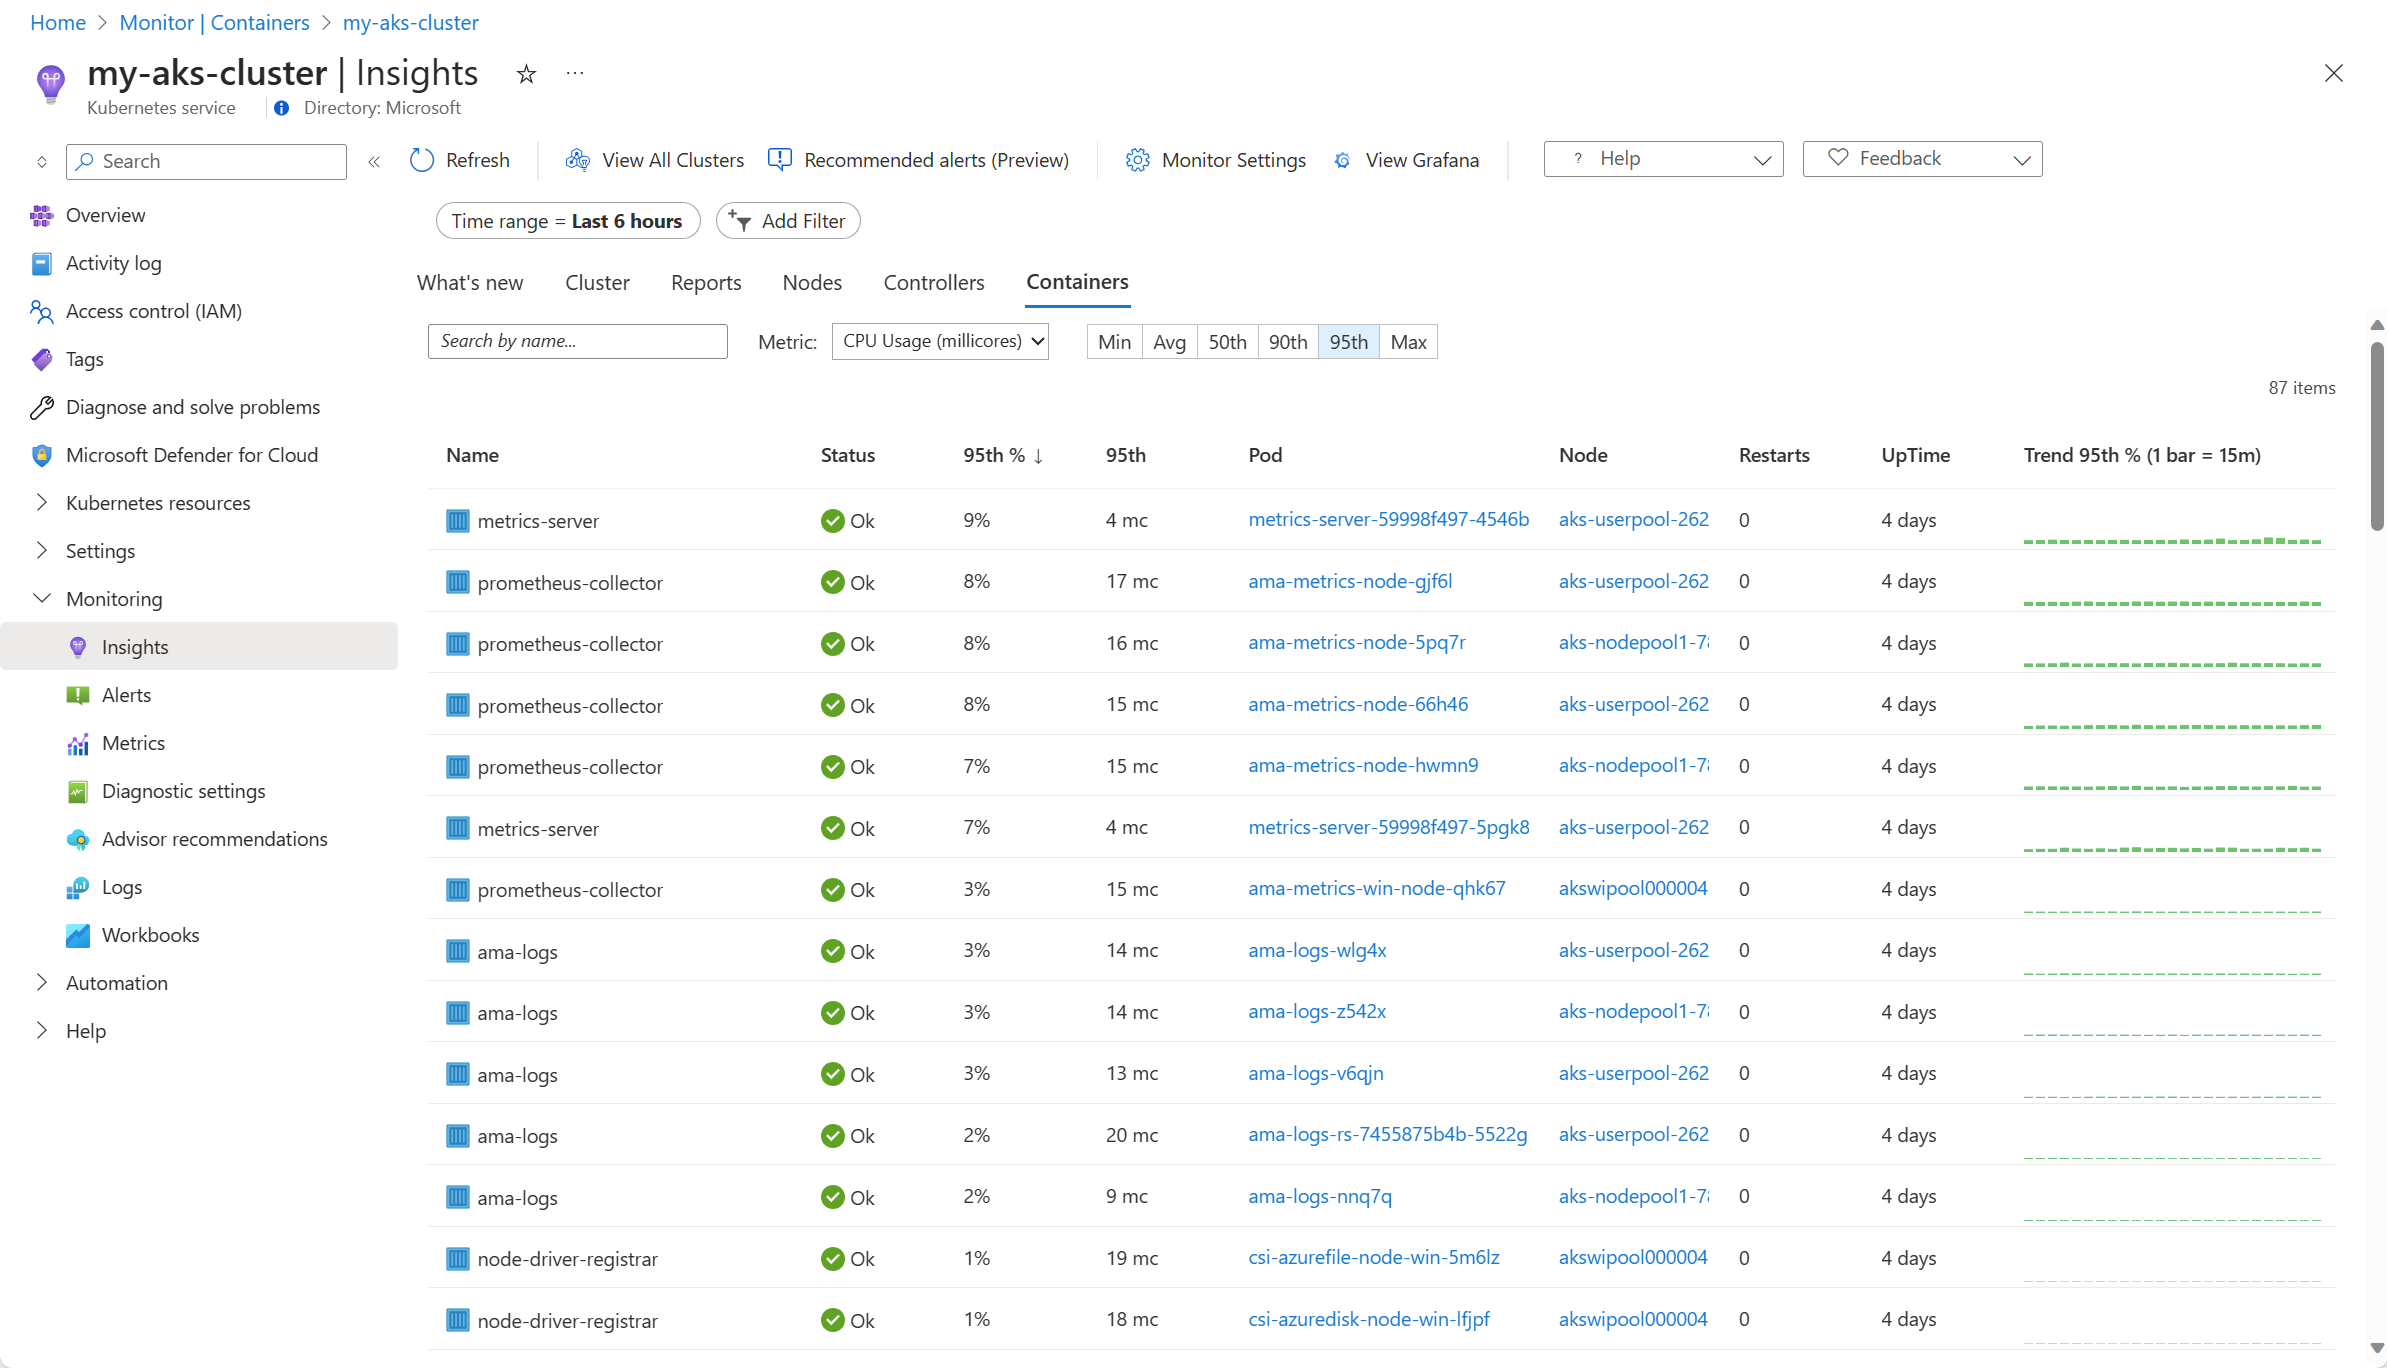 Home > Monitor | Containers > my-aks-cluster
my-aks-cluster | Insights
Kubernetes service
Directory: Microsoft
Search
Refresh
View All Clusters
Recommended alerts (Preview)
Monitor Settings
View Grafana
? Help
Feedback
Overview
Activity log
Access control (IAM)
Tags
Diagnose and solve problems
Microsoft Defender for Cloud
Kubernetes resources
Settings
Monitoring
Insights
Alerts
Metrics
Diagnostic settings
Advisor recommendations
Logs
Workbooks
Automation
Help
Time range = Last 6 hours
Add Filter
What's new Cluster Reports Nodes Controllers Containers
Search by name...
Metric: CPU Usage (millicores)
Min Avg 50th 90th 95th Max
87 items
Name Status 95th % ↓ 95th Pod Node Restarts UpTime Trend 95th % (1 bar = 15m)
metrics-server Ok 9% 4 mc metrics-server-59998f497-4546b aks-userpool-262 0 4 days
prometheus-collector Ok 8% 17 mc ama-metrics-node-gjf6l aks-userpool-262 0 4 days
prometheus-collector Ok 8% 16 mc ama-metrics-node-5pq7r aks-nodepool1-78 0 4 days
prometheus-collector Ok 8% 15 mc ama-metrics-node-66h46 aks-userpool-262 0 4 days
prometheus-collector Ok 7% 15 mc ama-metrics-node-hwmn9 aks-nodepool1-78 0 4 days
metrics-server Ok 7% 4 mc metrics-server-59998f497-5pgk8 aks-userpool-262 0 4 days
prometheus-collector Ok 3% 15 mc ama-metrics-win-node-qhk67 akswipool000004 0 4 days
ama-logs Ok 3% 14 mc ama-logs-wlg4x aks-userpool-262 0 4 days
ama-logs Ok 3% 14 mc ama-logs-z542x aks-nodepool1-78 0 4 days
ama-logs Ok 3% 13 mc ama-logs-v6qjn aks-userpool-262 0 4 days
ama-logs Ok 2% 20 mc ama-logs-rs-7455875b4b-5522g aks-userpool-262 0 4 days
ama-logs Ok 2% 9 mc ama-logs-nnq7q aks-nodepool1-78 0 4 days
node-driver-registrar Ok 1% 19 mc csi-azurefile-node-win-5m6lz akswipool000004 0 4 days
node-driver-registrar Ok 1% 18 mc csi-azuredisk-node-win-lfjpf akswipool000004 0 4 days